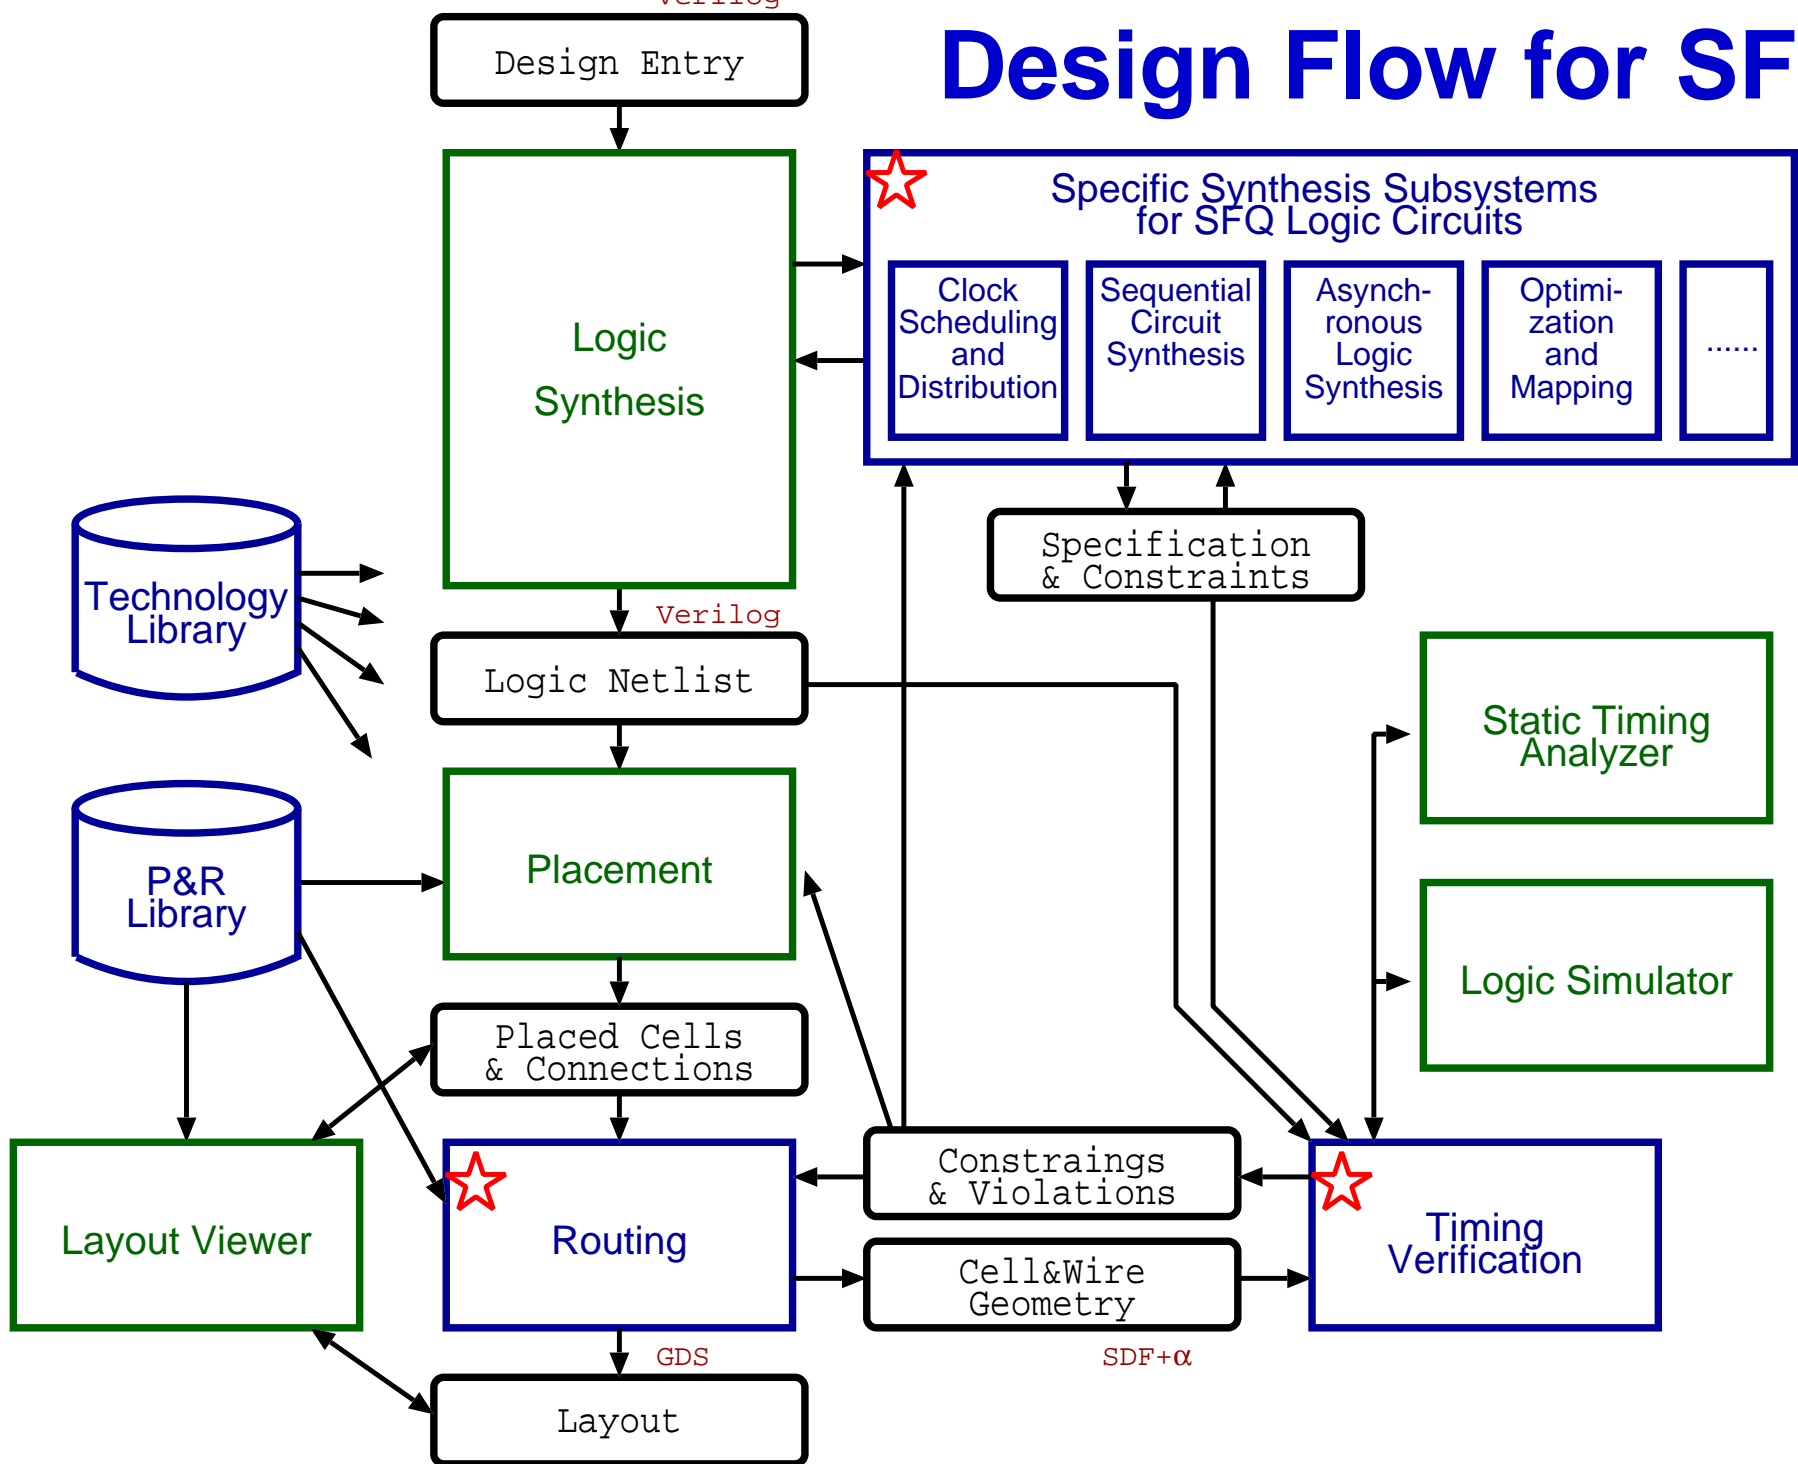 Verilog
Design Entry
Design Flow for SF
Specific Synthesis Subsystems
for SFQ Logic Circuits
Clock
Scheduling
and
Distribution
Sequential
Circuit
Synthesis
Asynch-
ronous
Logic
Synthesis
Optimi-
zation
and
Mapping
......
Logic
Synthesis
Specification
& Constraints
Technology
Library
Verilog
Logic Netlist
Static Timing
Analyzer
P&R
Library
Placement
Logic Simulator
Placed Cells
& Connections
Constraings
& Violations
Layout Viewer
Routing
Timing
Verification
Cell&Wire
Geometry
GDS
SDF+α
Layout